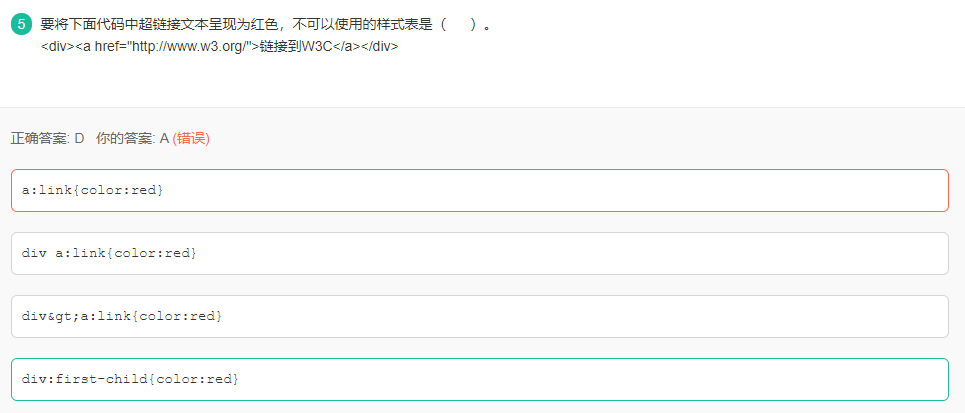 5 要将下面代码中超链接文本呈现为红色，不可以使用的样式表是（ ）。
<div><a href="http://www.w3.org/">链接到W3C</a></div>
正确答案: D 你的答案: A (错误)
a:link{color:red}
div a:link{color:red}
div&gt;a:link{color:red}
div:first-child{color:red}